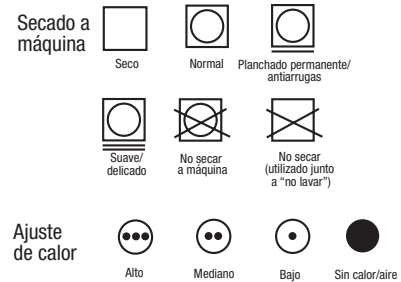 Secado a
máquina
Seco
Normal
Planchado permanente/
antiarrugas
Suave/
delicado
No secar
a máquina
No secar
(utilizado junto
a “no lavar”)
Ajuste
de calor
Alto
Mediano
Bajo
Sin calor/aire